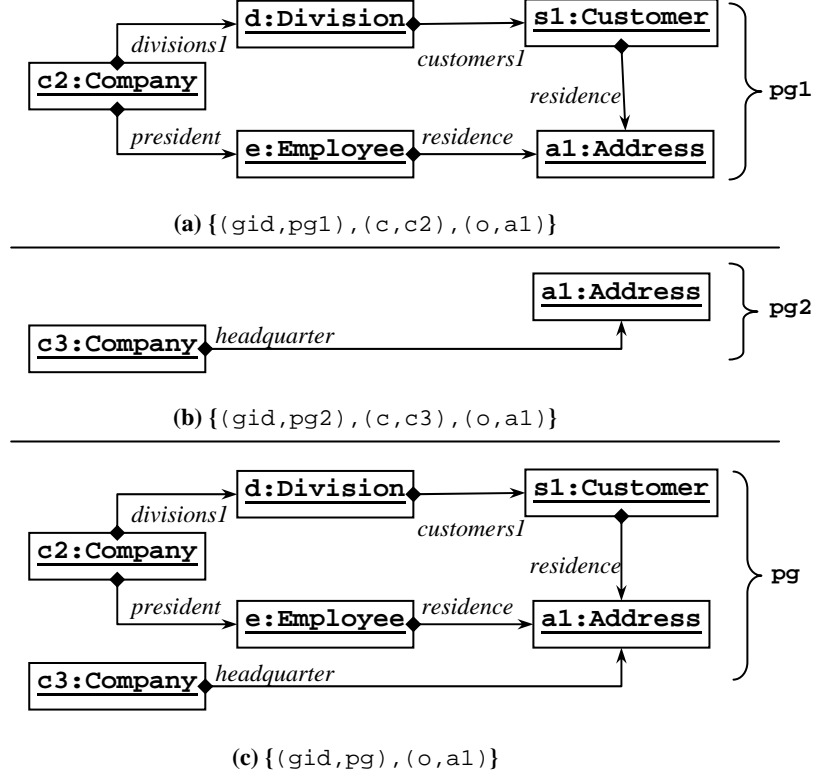 d:Division
s1:Customer
divisions1
customers1
c2:Company
residence
pg1
president
residence
e:Employee
a1:Address
(a) {(gid,pg1),(c,c2),(o,a1)}
a1:Address
pg2
headquarter
c3:Company
(b) {(gid,pg2),(c,c3),(o,a1)}
d:Division
s1:Customer
divisions1
customers1
c2:Company
residence
pg
president
residence
e:Employee
a1:Address
headquarter
c3:Company
(c) {(gid,pg),(o,a1)}